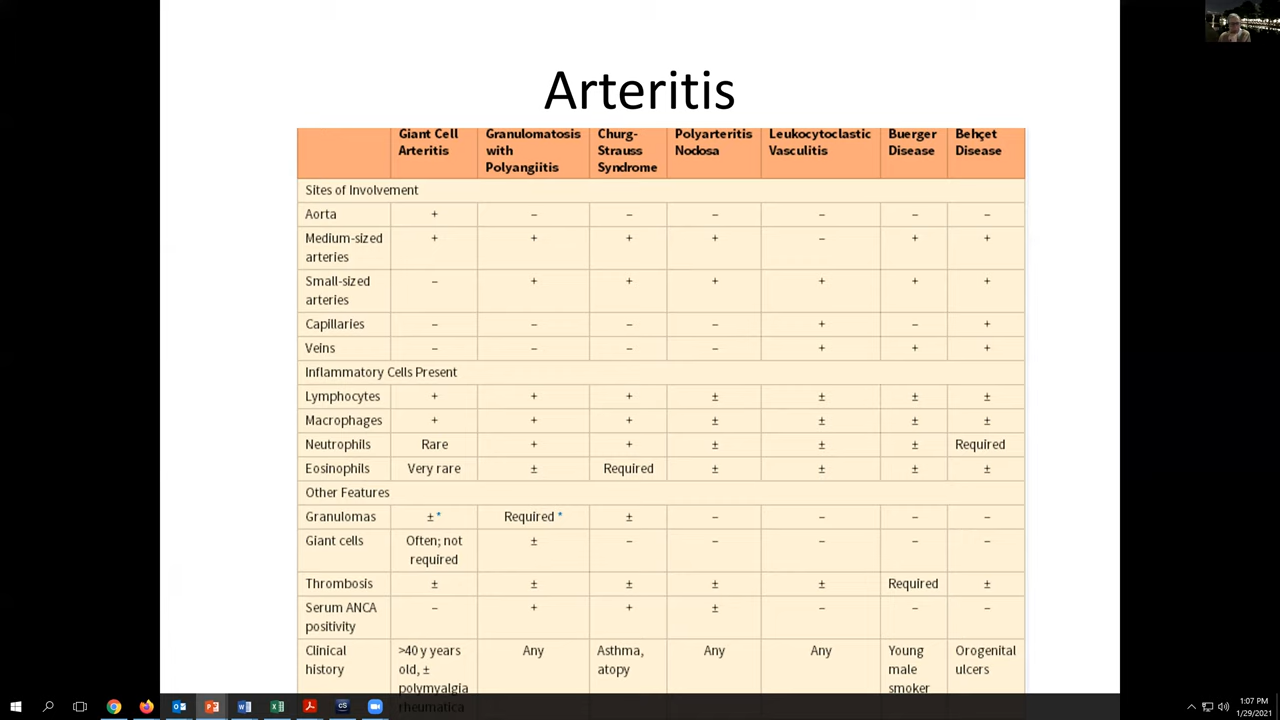 Arteritis
Giant Cell Arteritis Granulomatosis with Polyangiitis Churg-Strauss Syndrome Polyarteritis Nodosa Leukocytoclastic Vasculitis Buerger Disease Behçet Disease
Sites of Involvement
Aorta + – – – – – –
Medium-sized arteries + + + + – + +
Small-sized arteries – + + + + + +
Capillaries – – – – + – +
Veins – – – – + + +
Inflammatory Cells Present
Lymphocytes + + + ± ± ± ±
Macrophages + + + ± ± ± ±
Neutrophils Rare + + ± ± ± Required
Eosinophils Very rare ± Required ± ± ± ±
Other Features
Granulomas ±* Required* ± – – – –
Giant cells Often; not required ± – – – – –
Thrombosis ± ± ± ± ± Required ±
Serum ANCA positivity – + + ± – – –
Clinical history >40 y years old, ± polymyalgia rheumatica Any Asthma, atopy Any Any Young male smoker Orogenital ulcers
1:07 PM
1/29/2021